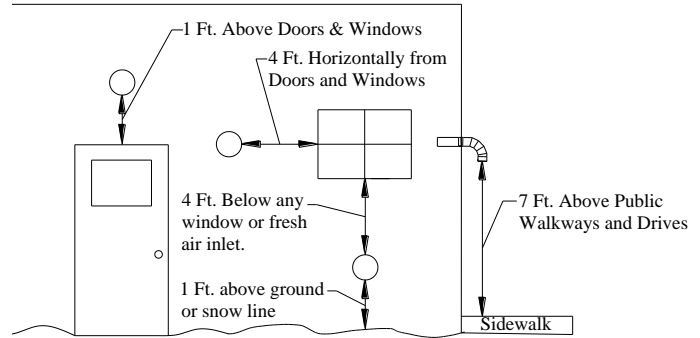 1 Ft. Above Doors & Windows
4 Ft. Horizontally from
Doors and Windows
4 Ft. Below any
window or fresh
air inlet.
7 Ft. Above Public
Walkways and Drives
1 Ft. above ground
or snow line
Sidewalk